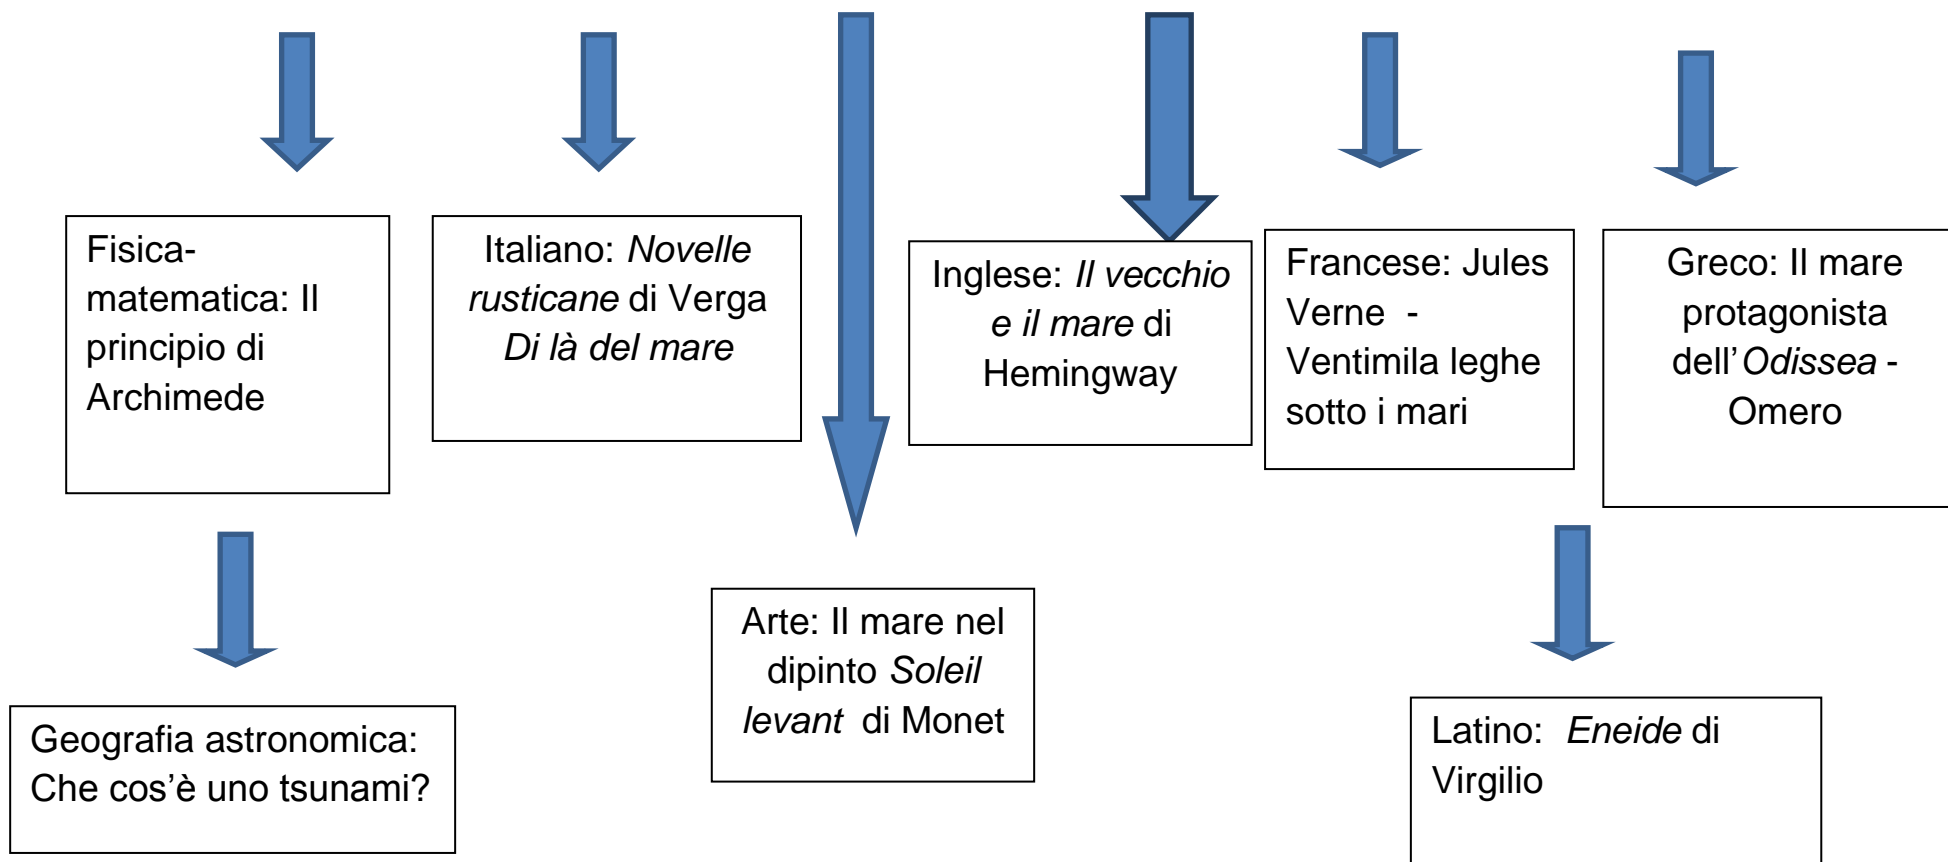 Fisica-
matematica: Il
principio di
Archimede
Italiano: Novelle
rusticane di Verga
Di là del mare
Inglese: Il vecchio
e il mare di
Hemingway
Francese: Jules
Verne -
Ventimila leghe
sotto i mari
Greco: Il mare
protagonista
dell’Odissea -
Omero
Geografia astronomica:
Che cos’è uno tsunami?
Arte: Il mare nel
dipinto Soleil
levant di Monet
Latino: Eneide di
Virgilio